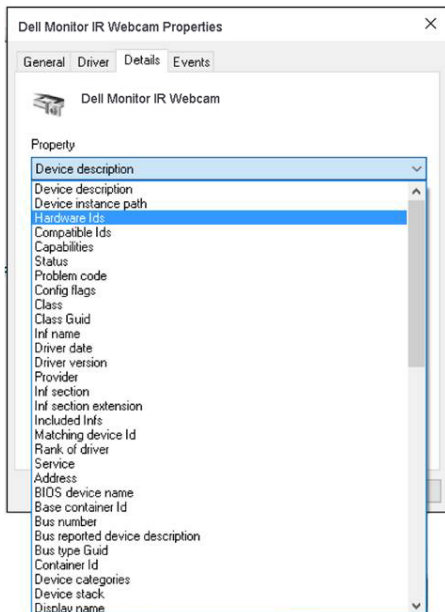 Dell Monitor IR Webcam Properties
General Driver Details Events
Dell Monitor IR Webcam
Property
Device description
Device description
Device instance path
Hardware Ids
Compatible Ids
Capabilities
Status
Problem code
Config flags
Class
Class Guid
Inf name
Driver date
Driver version
Provider
Inf section
Inf section extension
Included Infs
Matching device Id
Rank of driver
Service
Address
BIOS device name
Base container Id
Bus number
Bus reported device description
Bus type Guid
Container Id
Device categories
Device stack
Display name